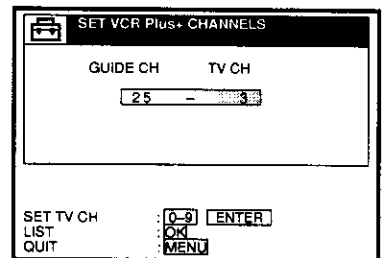 SET VCR Plus+ CHANNELS
GUIDE CH TV CH
25 – 3
SET TV CH : 0–9 ENTER
LIST : OK
QUIT : MENU